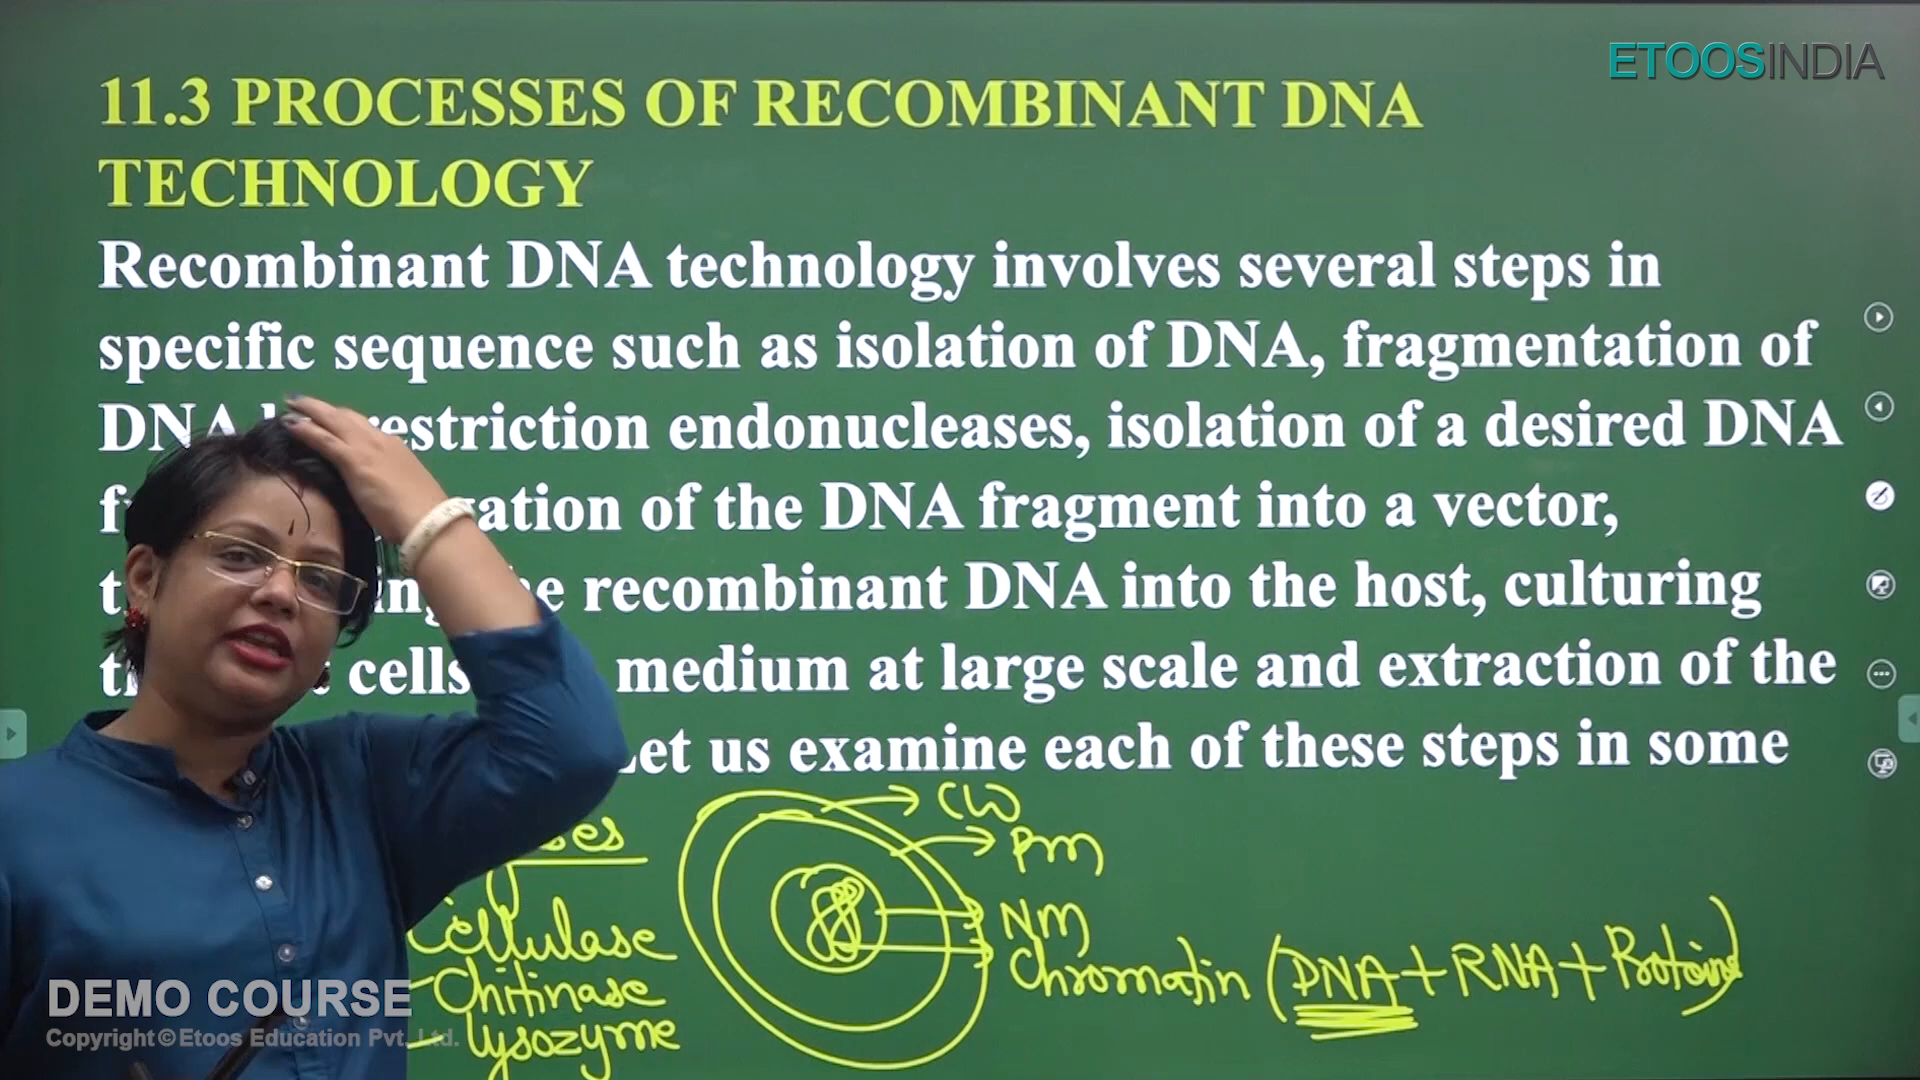 ETOOSINDIA
11.3 PROCESSES OF RECOMBINANT DNA
TECHNOLOGY
Recombinant DNA technology involves several steps in
specific sequence such as isolation of DNA, fragmentation of
DNA restriction endonucleases, isolation of a desired DNA
of the DNA fragment into a vector,
recombinant DNA into the host, culturing
cells medium at large scale and extraction of the
Let us examine each of these steps in some
CW
PM
NM
Chromatin (DNA + RNA + Protein)
Cellulase
Chitinase
Lysozyme
DEMO COURSE
Copyright © Etoos Education Pvt. Ltd.